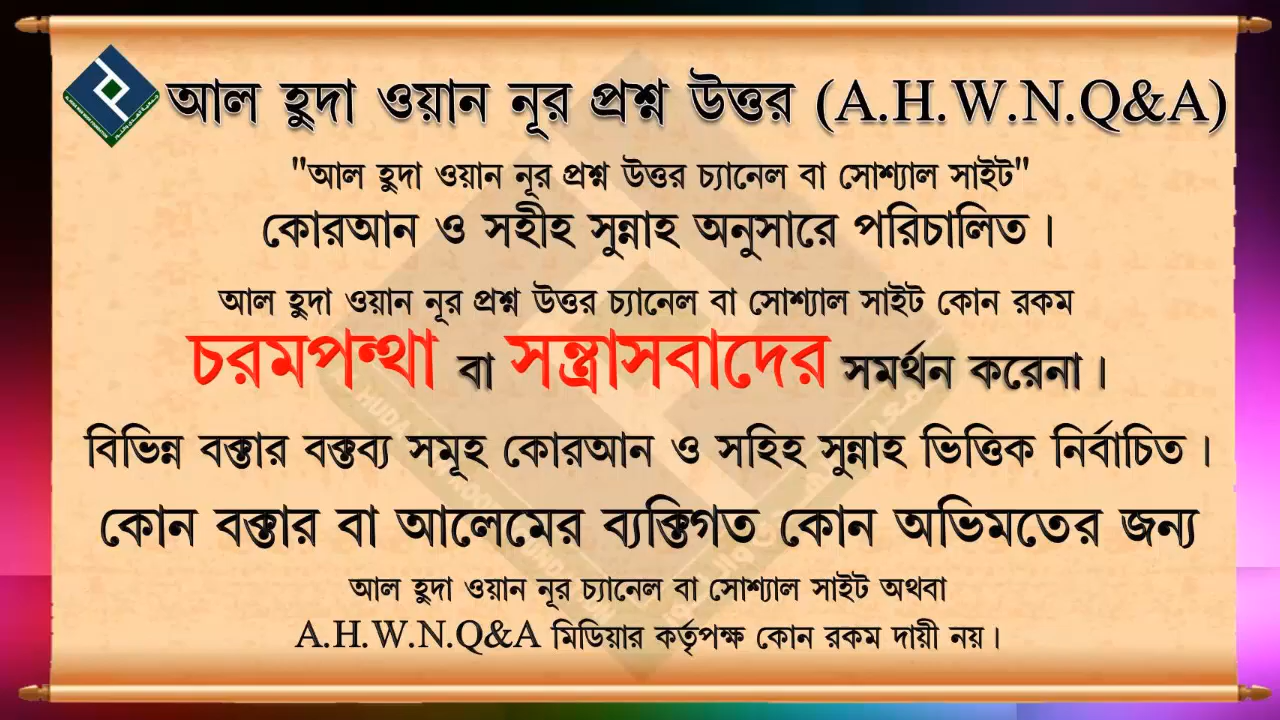 আল হুদা ওয়ান নূর প্রশ্ন উত্তর (A.H.W.N.Q&A)
"আল হুদা ওয়ান নূর প্রশ্ন উত্তর চ্যানেল বা সোশ্যাল সাইট"
কোরআন ও সহীহ সুন্নাহ অনুসারে পরিচালিত।
আল হুদা ওয়ান নূর প্রশ্ন উত্তর চ্যানেল বা সোশ্যাল সাইট কোন রকম
চরমপন্থা বা সন্ত্রাসবাদের সমর্থন করেনা।
বিভিন্ন বক্তার বক্তব্য সমূহ কোরআন ও সহিহ সুন্নাহ ভিত্তিক নির্বাচিত।
কোন বক্তার বা আলেমের ব্যক্তিগত কোন অভিমতের জন্য
আল হুদা ওয়ান নূর চ্যানেল বা সোশ্যাল সাইট অথবা
A.H.W.N.Q&A মিডিয়ার কর্তৃপক্ষ কোন রকম দায়ী নয়।